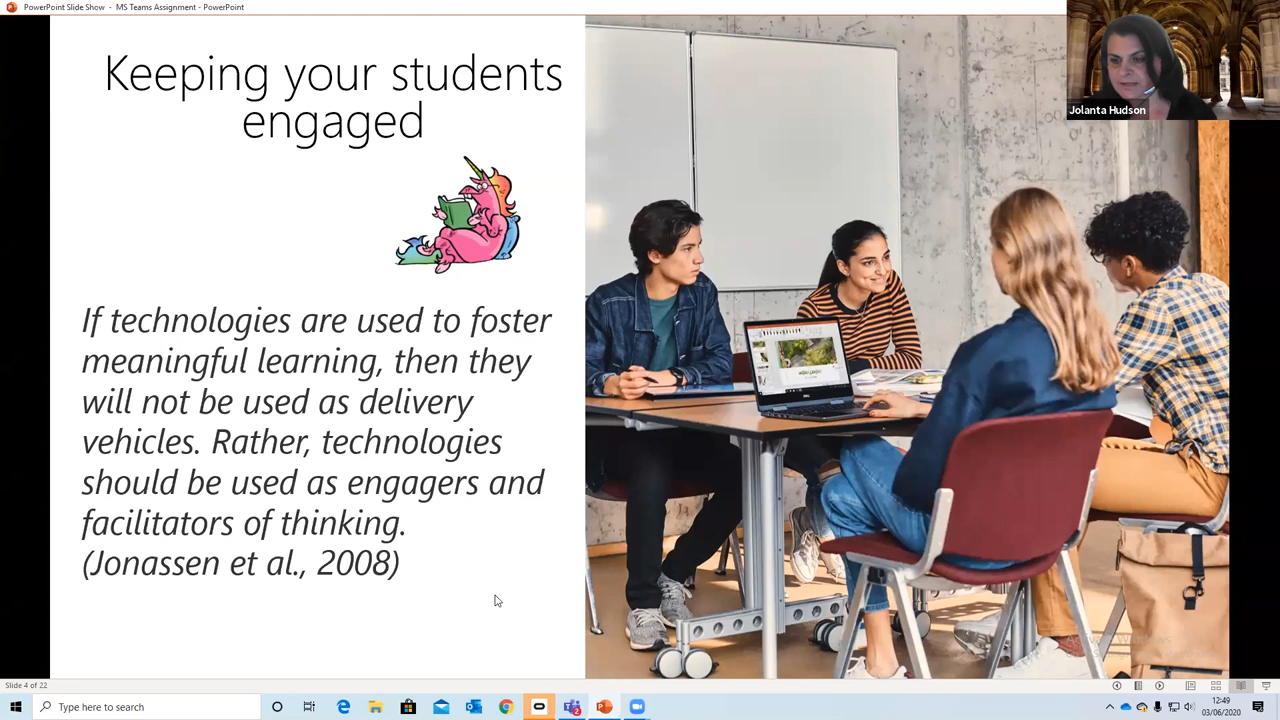 PowerPoint Slide Show - MS Teams Assignment - PowerPoint
Keeping your students
engaged
Jolanta Hudson
If technologies are used to foster
meaningful learning, then they
will not be used as delivery
vehicles. Rather, technologies
should be used as engagers and
facilitators of thinking.
(Jonassen et al., 2008)
Slide 4 of 22
Type here to search
2
12:49
03/06/2020